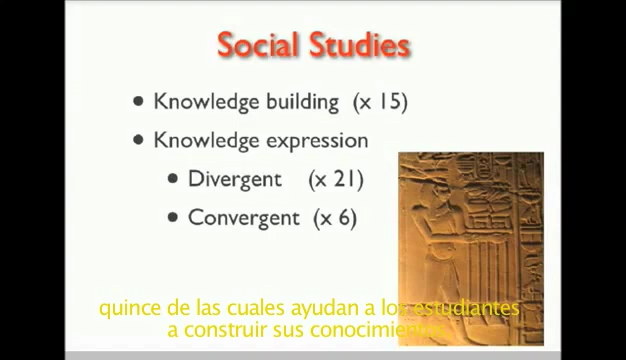 Social Studies
• Knowledge building (x 15)
• Knowledge expression
• Divergent (x 21)
• Convergent (x 6)
quince de las cuales ayudan a los estudiantes
a construir sus conocimientos